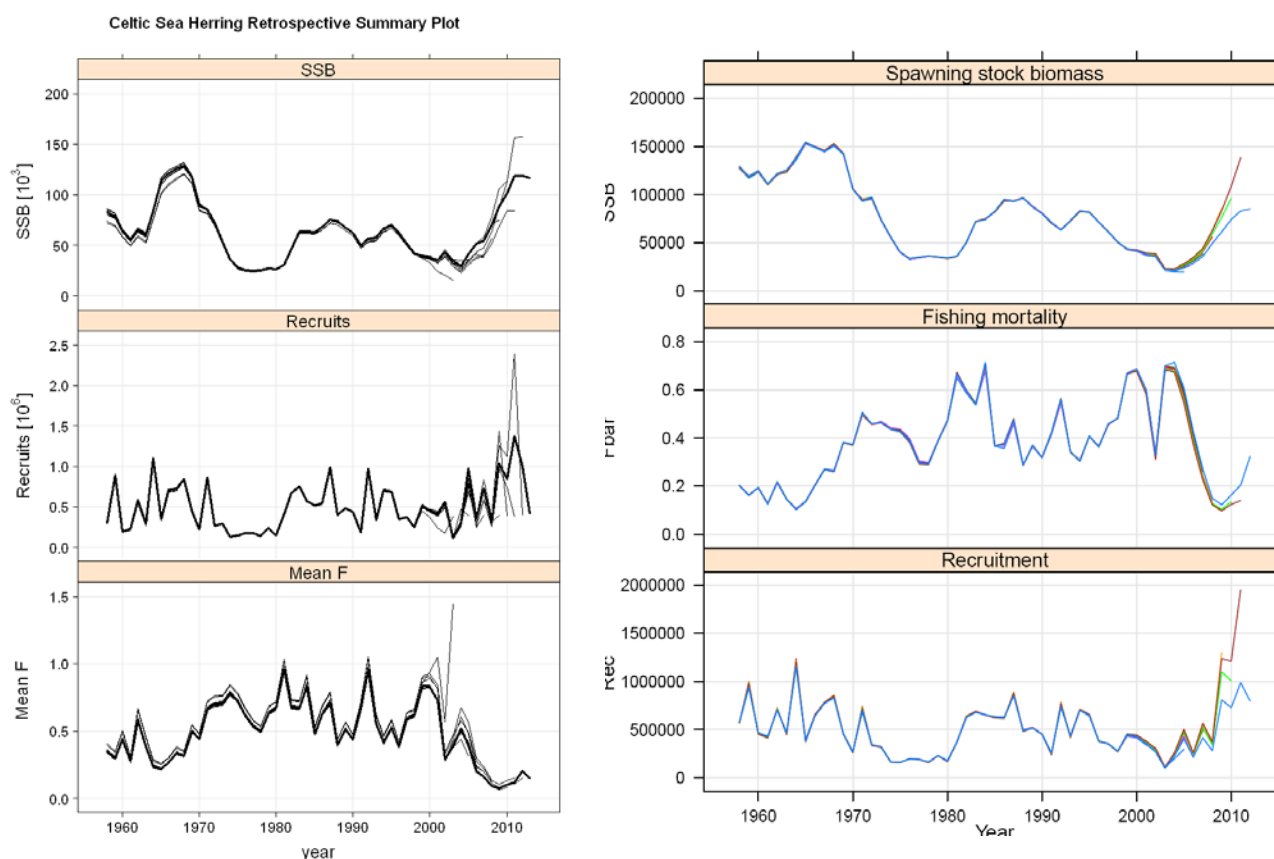 Celtic Sea Herring Retrospective Summary Plot
SSB
SSB [10³]
200
150
100
50
0
Recruits
Recruits [10⁶]
2.5
2.0
1.5
1.0
0.5
0.0
Mean F
Mean F
1.5
1.0
0.5
0.0
1960 1970 1980 1990 2000 2010
year
Spawning stock biomass
SSB
200000
150000
100000
50000
0
Fishing mortality
Fbar
0.8
0.6
0.4
0.2
0.0
Recruitment
Rec
2000000
1500000
1000000
500000
0
1960 1970 1980 1990 2000 2010
Year